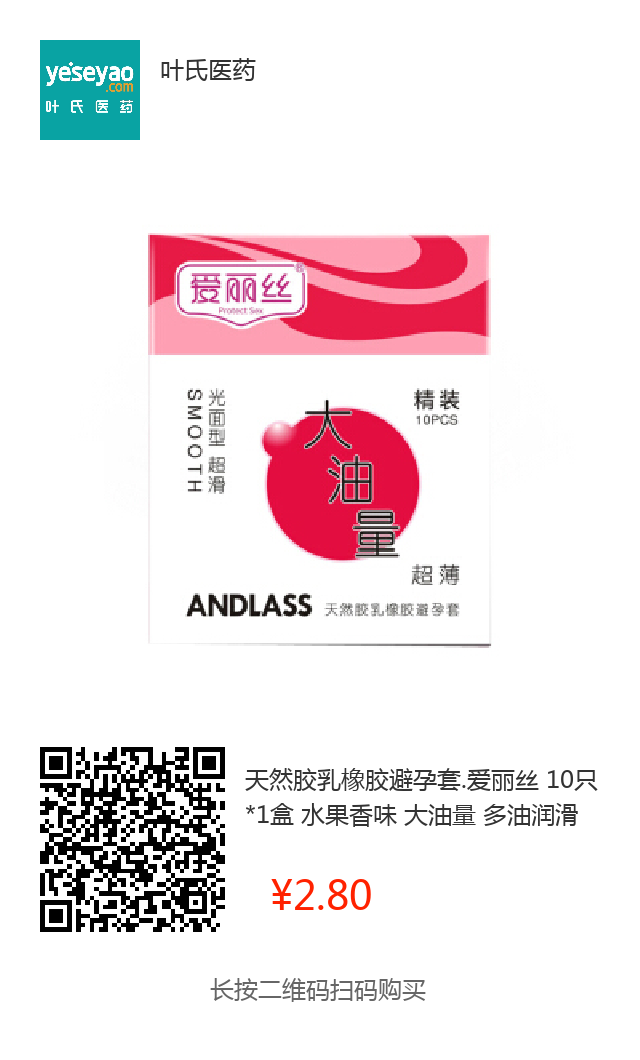 yeseyao
.com
叶氏医药
叶氏医药
爱丽丝®
Protect Sex
光面型 超滑
SMOOTH
精装
10PCS
大油量
超薄
ANDLASS 天然胶乳橡胶避孕套
天然胶乳橡胶避孕套.爱丽丝 10只
*1盒 水果香味 大油量 多油润滑
¥2.80
长按二维码扫码购买